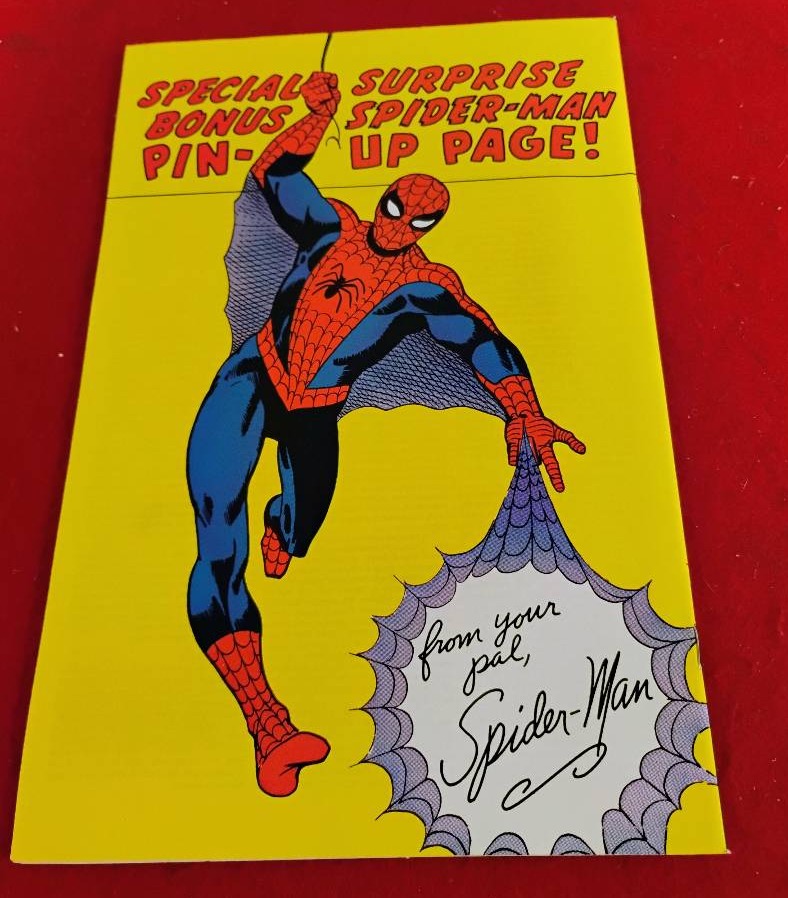 SPECIAL SURPRISE
BONUS SPIDER-MAN
PIN-UP PAGE!
from your
pal,
Spider-Man